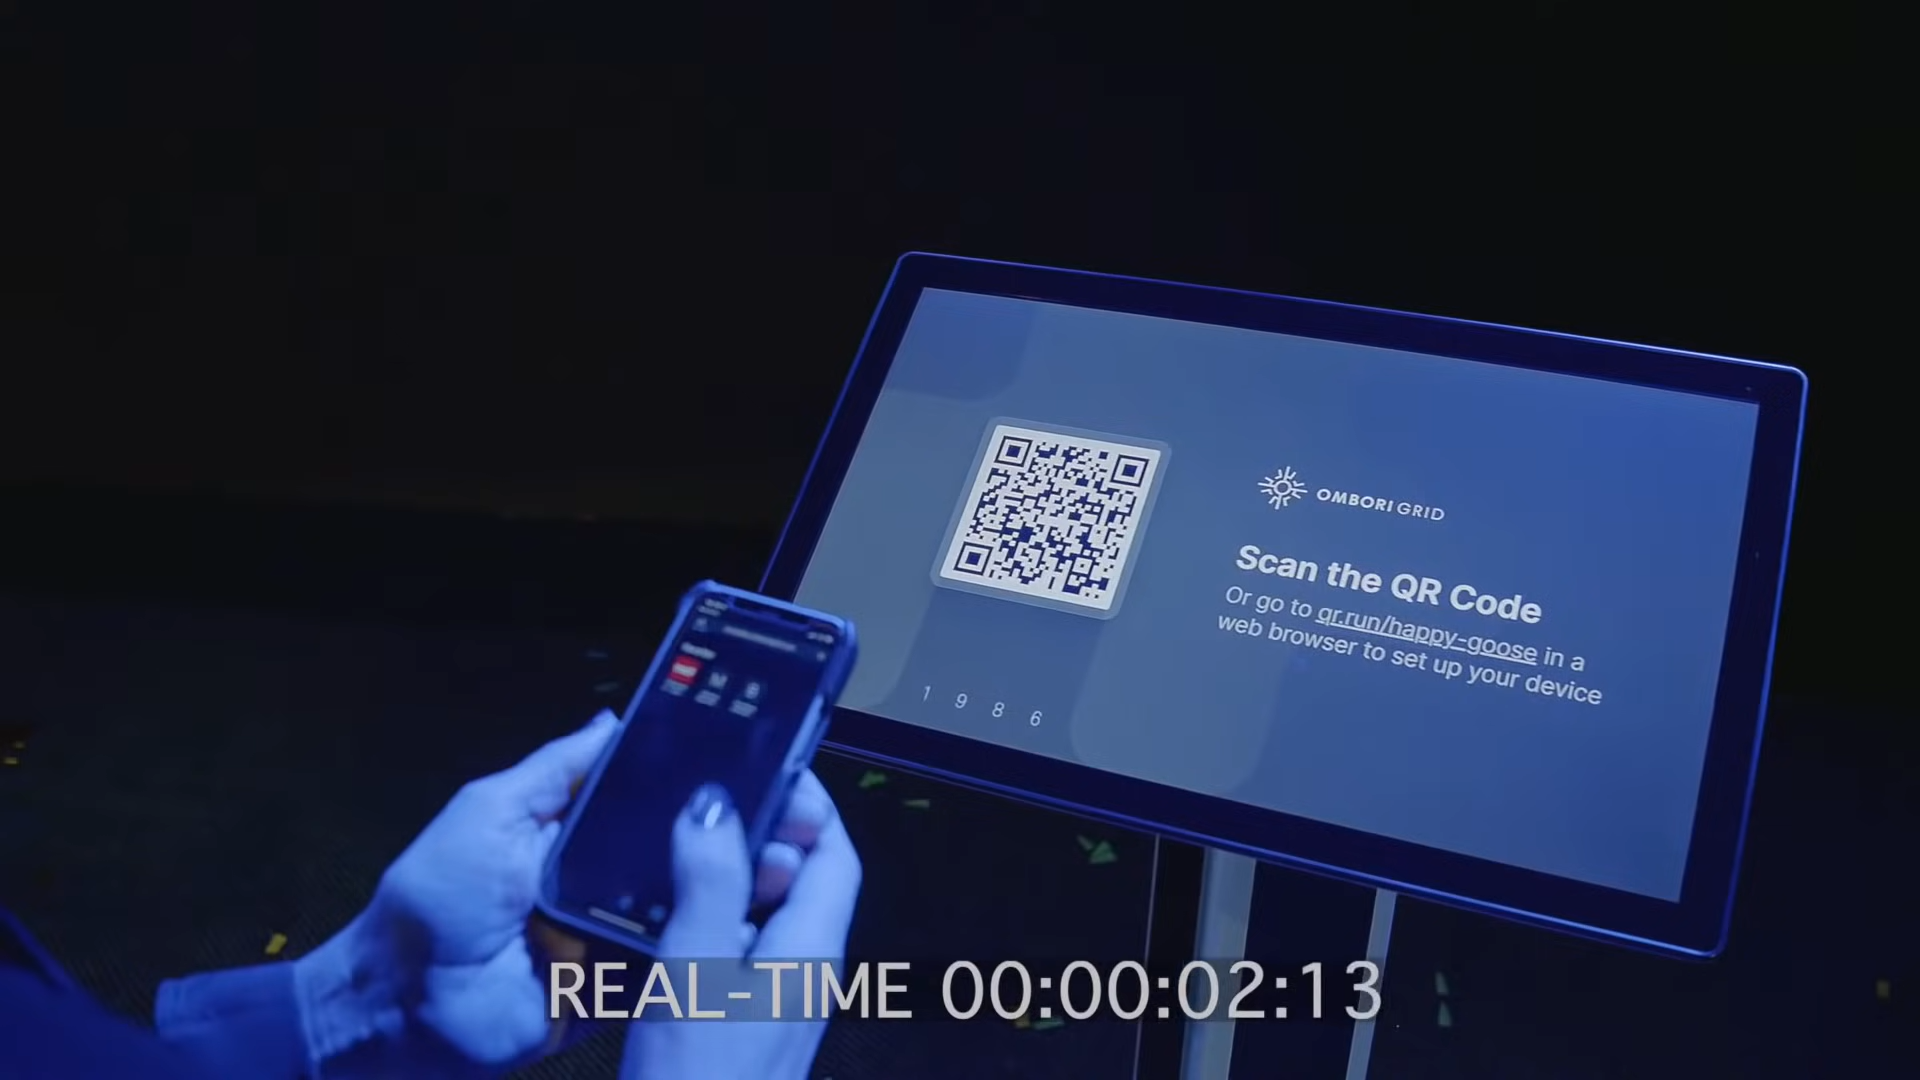 OMBORI GRID
Scan the QR Code
Or go to qr.run/happy-goose in a
web browser to set up your device
1 9 8 6
REAL-TIME 00:00:02:13